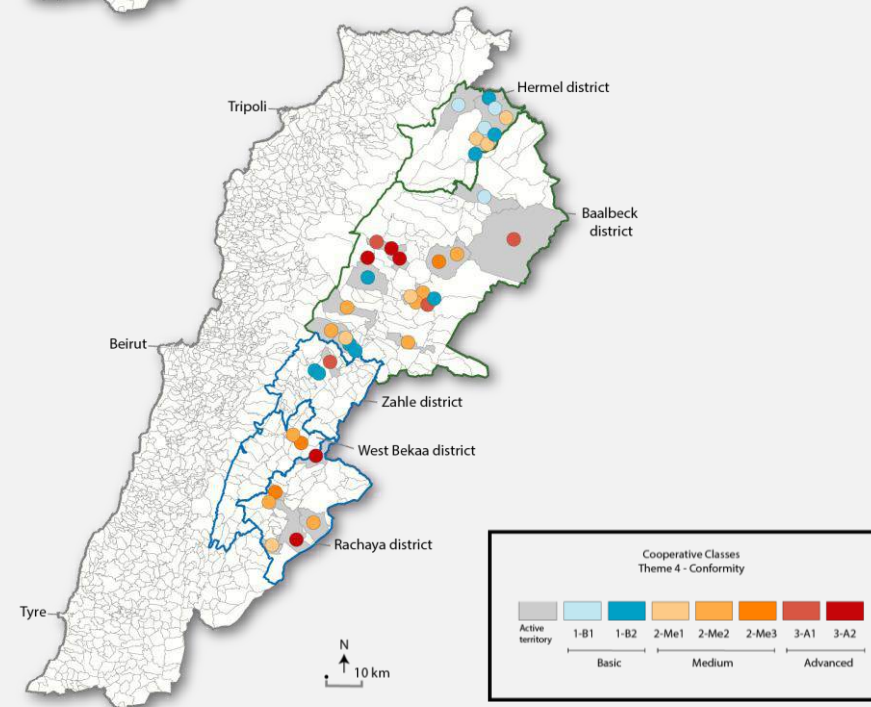 Hermel district
Tripoli
Baalbeck
district
Beirut
Zahle district
West Bekaa district
Rachaya district
Tyre
N
10 km
Cooperative Classes
Theme 4 - Conformity
Active
territory
1-B1 1-B2 2-Me1 2-Me2 2-Me3 3-A1 3-A2
Basic Medium Advanced